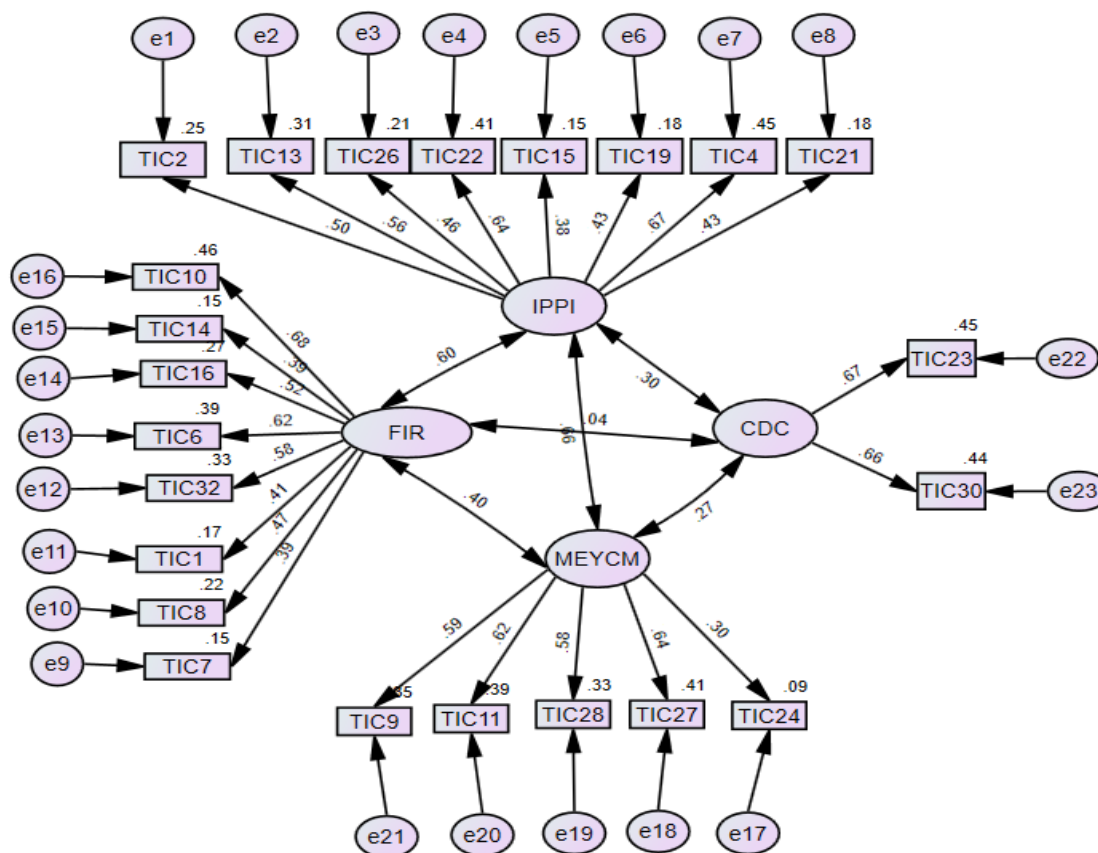 e1 e2 e3 e4 e5 e6 e7 e8
.25 .31 .21 .41 .15 .18 .45 .18
TIC2 TIC13 TIC26 TIC22 TIC15 TIC19 TIC4 TIC21
.50 .56 .46 .64 .38 .43 .67 .43
IPPI
.46
e16 TIC10
.15
e15 TIC14
.27
e14 TIC16
.39
e13 TIC6
.33
e12 TIC32
.17
e11 TIC1
.22
e10 TIC8
.15
e9 TIC7
.68
.39
.52
.62
.58
.41
.47
.39
FIR
.60
.30
.04
.66
.40
.27
CDC
.67
.66
.45
TIC23 e22
.44
TIC30 e23
MEYCM
.59 .62 .58 .64 .30
.35 .39 .33 .41 .09
TIC9 TIC11 TIC28 TIC27 TIC24
e21 e20 e19 e18 e17